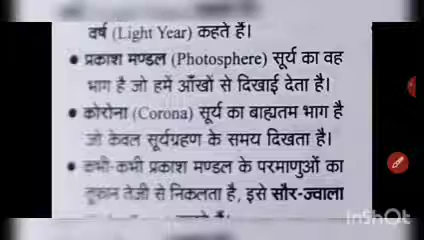 वर्ष (Light Year) कहते हैं।
• प्रकाश मण्डल (Photosphere) सूर्य का वह
भाग है जो हमें आँखों से दिखाई देता है।
• कोरोना (Corona) सूर्य का बाह्यतम भाग है
जो केवल सूर्यग्रहण के समय दिखता है।
• कभी-कभी प्रकाश मण्डल के परमाणुओं का
तूफान तेजी से निकलता है, इसे सौर-ज्वाला
InShOt